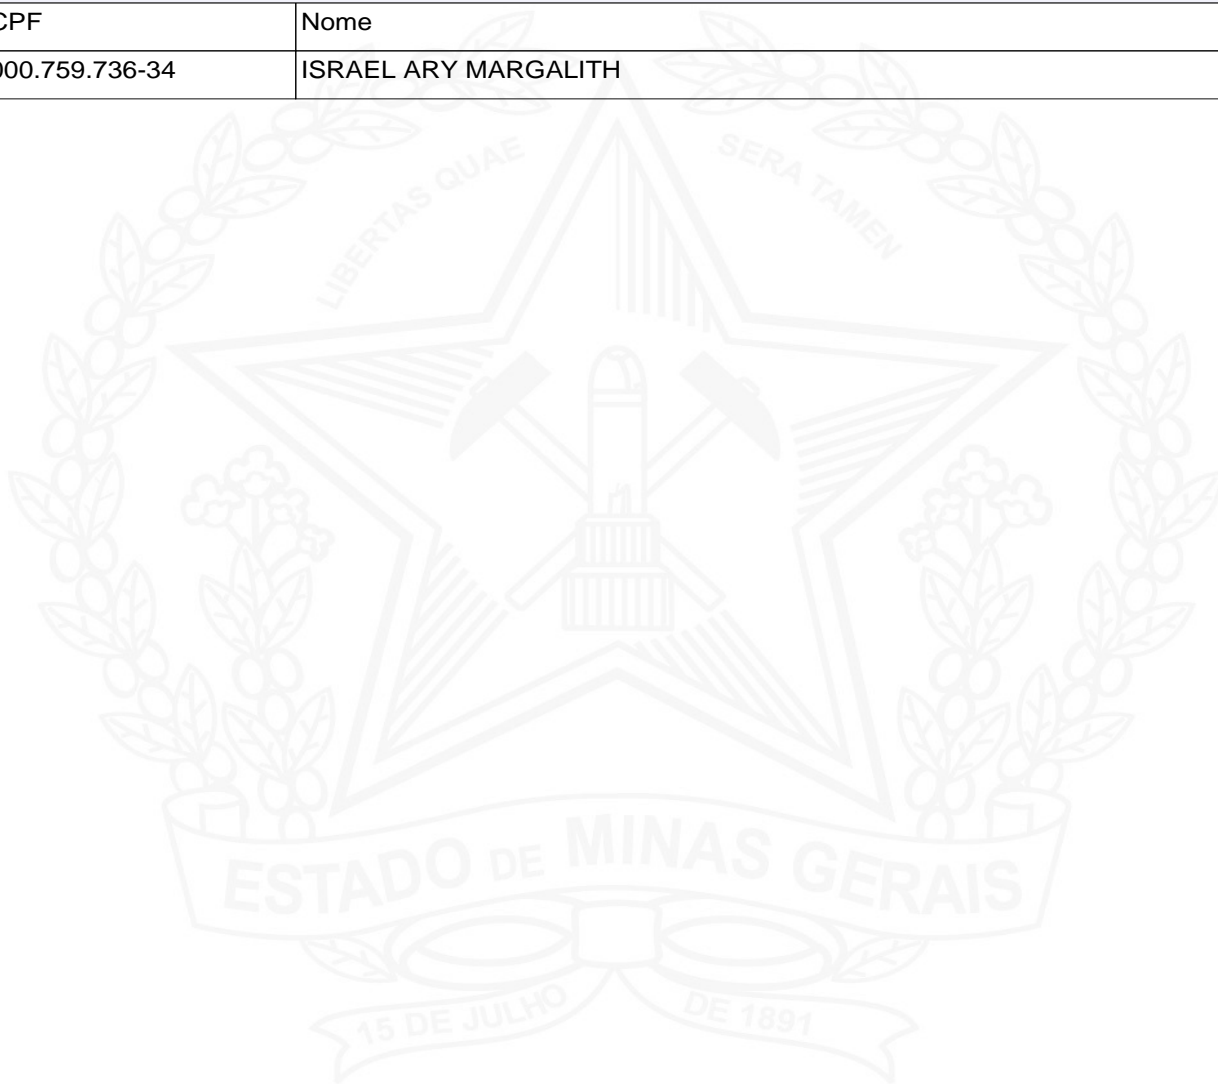 CPF Nome
000.759.736-34 ISRAEL ARY MARGALITH
LIBERTAS QUAE SERA TAMEN
ESTADO DE MINAS GERAIS
15 DE JULHO DE 1891